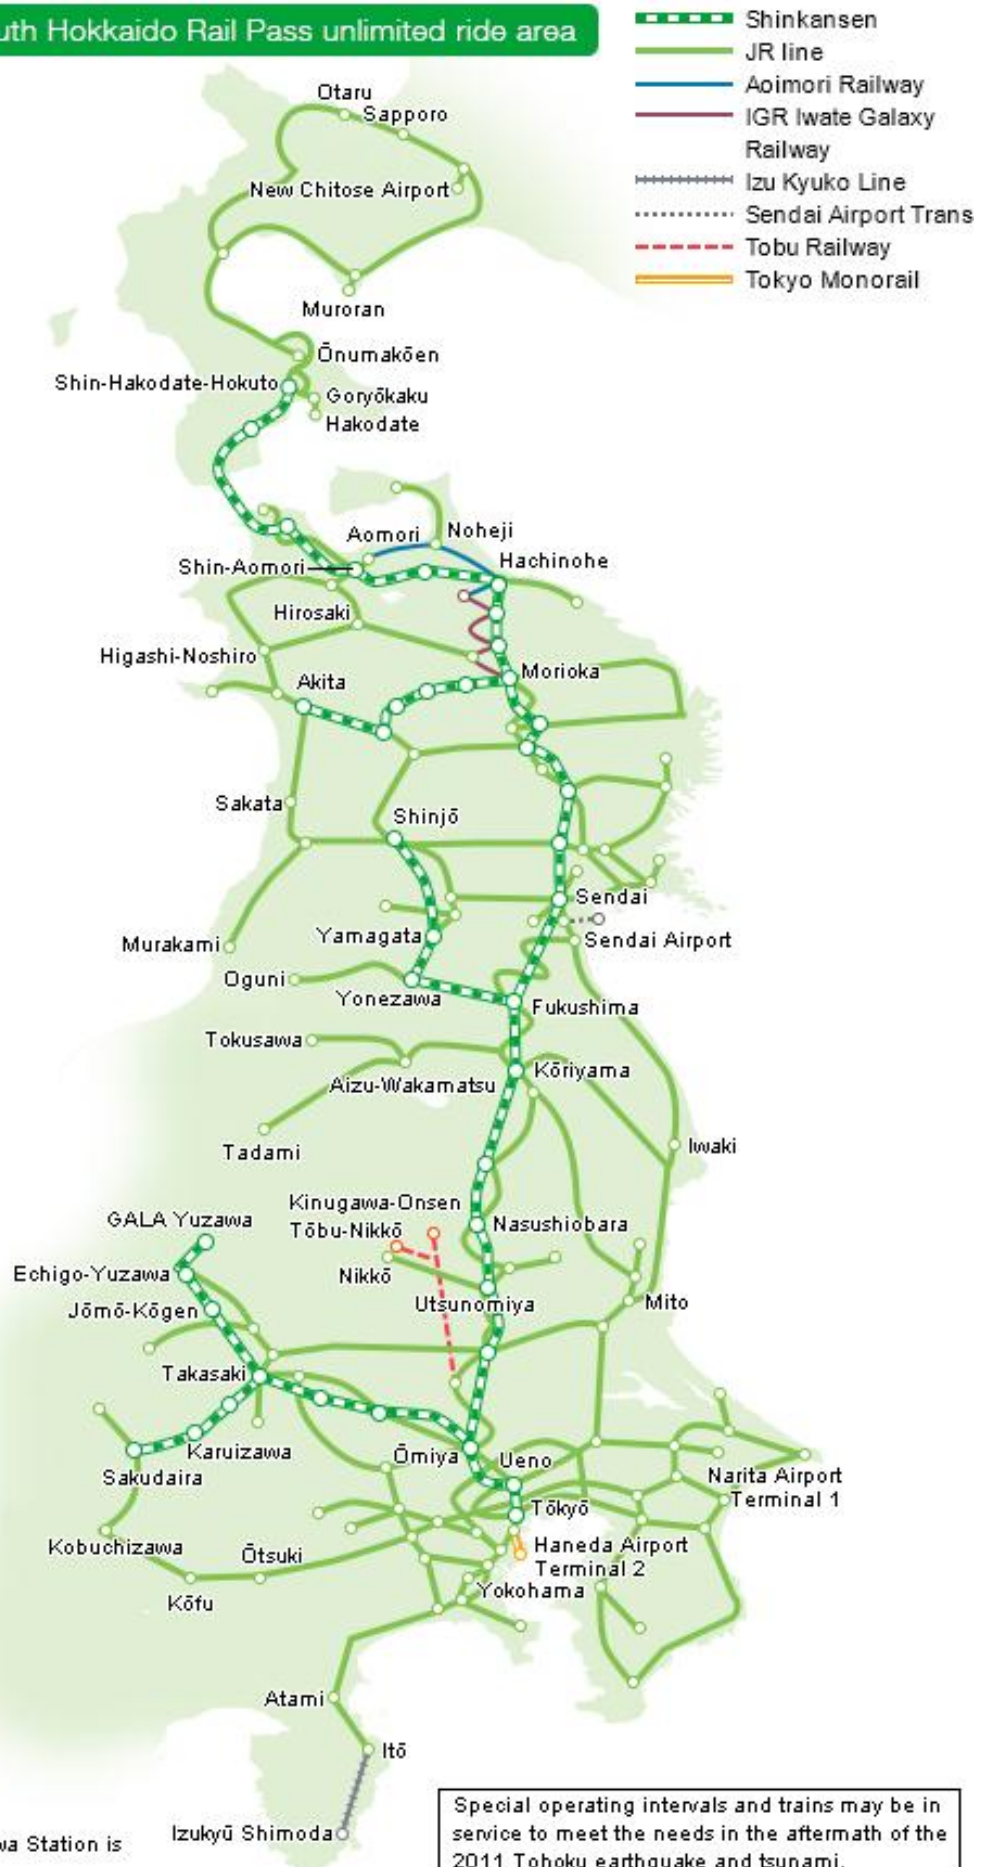 uth Hokkaido Rail Pass unlimited ride area
Shinkansen
JR line
Aoimori Railway
IGR Iwate Galaxy
Railway
Izu Kyuko Line
Sendai Airport Trans
Tobu Railway
Tokyo Monorail
Otaru
Sapporo
New Chitose Airport
Muroran
Ōnumakōen
Shin-Hakodate-Hokuto
Goryōkaku
Hakodate
Aomori
Noheji
Hachinohe
Shin-Aomori
Hirosaki
Higashi-Noshiro
Morioka
Akita
Sakata
Shinjō
Sendai
Yamagata
Sendai Airport
Murakami
Oguni
Yonezawa
Fukushima
Tokusawa
Kōriyama
Aizu-Wakamatsu
Tadami
Iwaki
Kinugawa-Onsen
GALA Yuzawa
Tōbu-Nikkō
Nasushiobara
Echigo-Yuzawa
Nikkō
Jōmō-Kōgen
Utsunomiya
Mito
Takasaki
Karuizawa
Ōmiya
Ueno
Sakudaira
Narita Airport
Terminal 1
Tōkyō
Kobuchizawa
Ōtsuki
Haneda Airport
Terminal 2
Kōfu
Yokohama
Atami
Itō
Izukyū Shimoda
wa Station is
Special operating intervals and trains may be in
service to meet the needs in the aftermath of the
2011 Tohoku earthquake and tsunami.